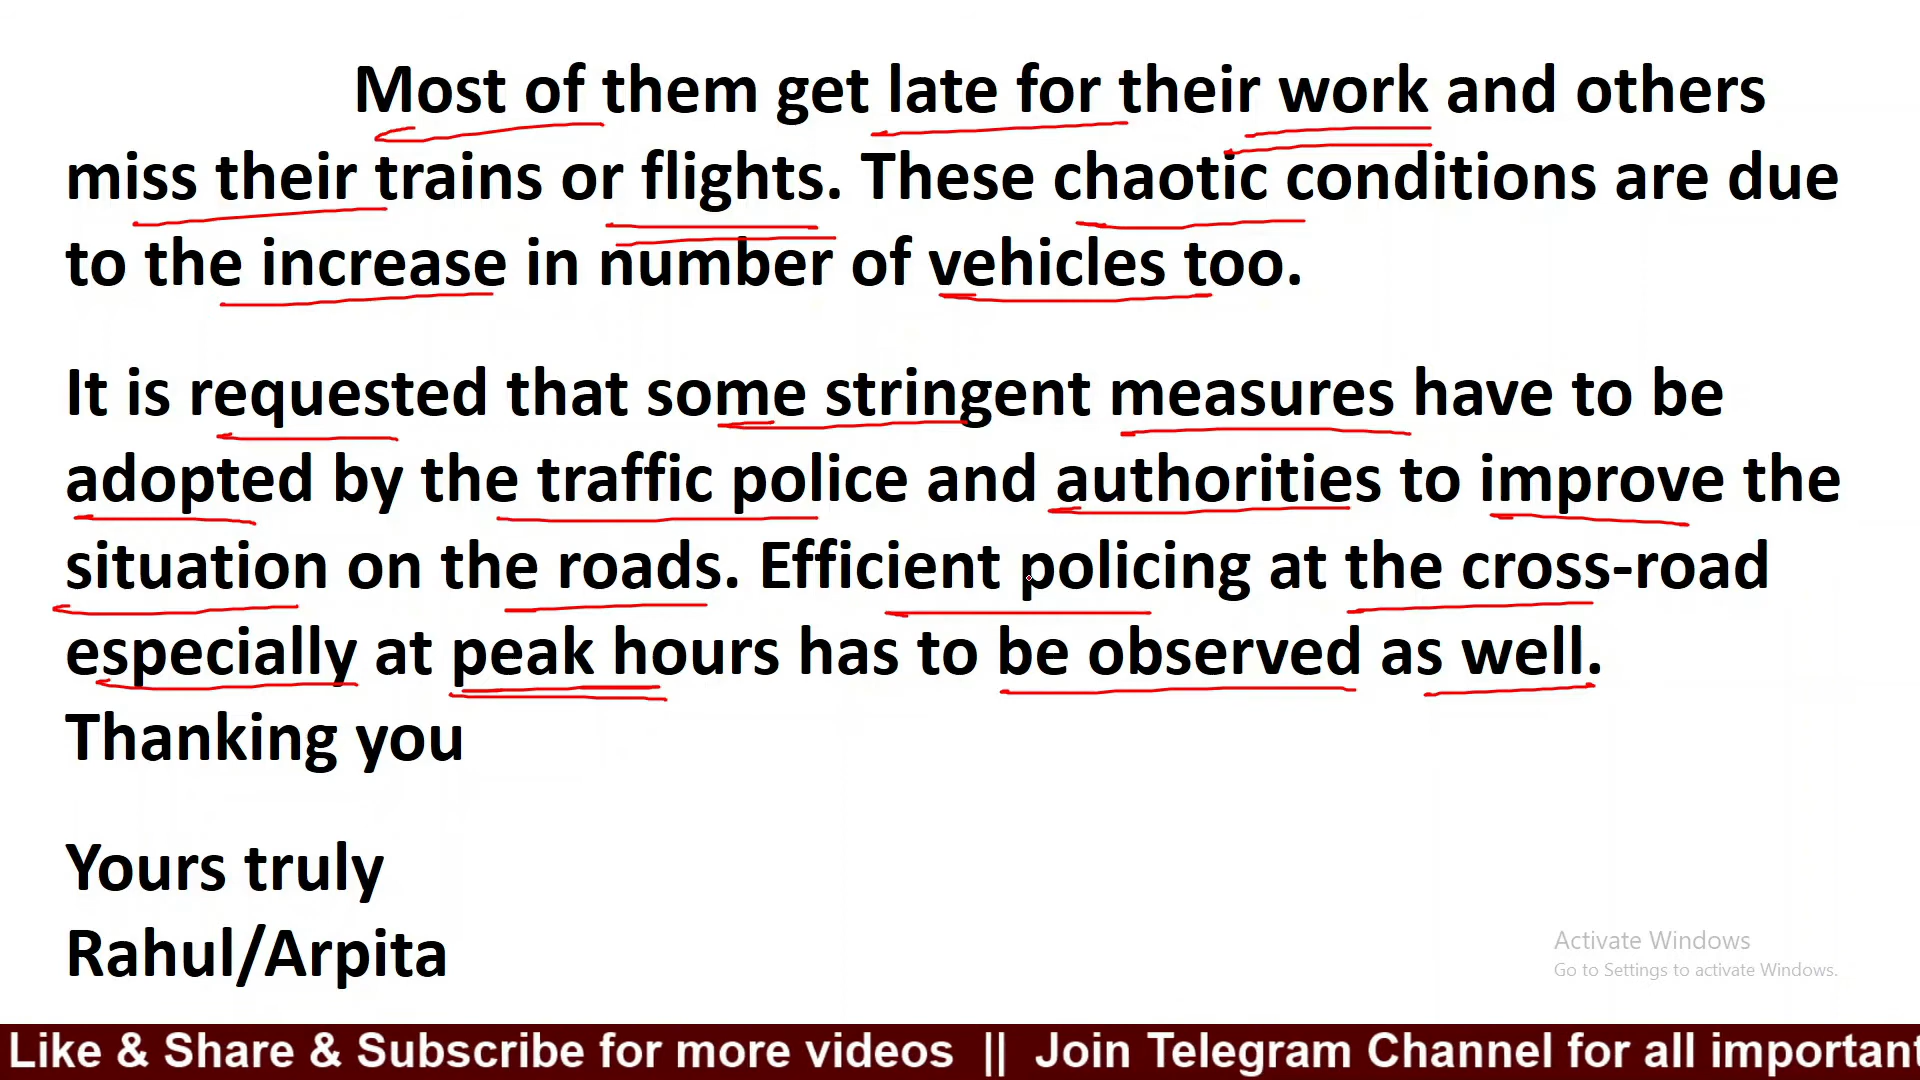 Most of them get late for their work and others
miss their trains or flights. These chaotic conditions are due
to the increase in number of vehicles too.
It is requested that some stringent measures have to be
adopted by the traffic police and authorities to improve the
situation on the roads. Efficient policing at the cross-road
especially at peak hours has to be observed as well.
Thanking you
Yours truly
Rahul/Arpita
Activate Windows
Go to Settings to activate Windows.
Like & Share & Subscribe for more videos || Join Telegram Channel for all important